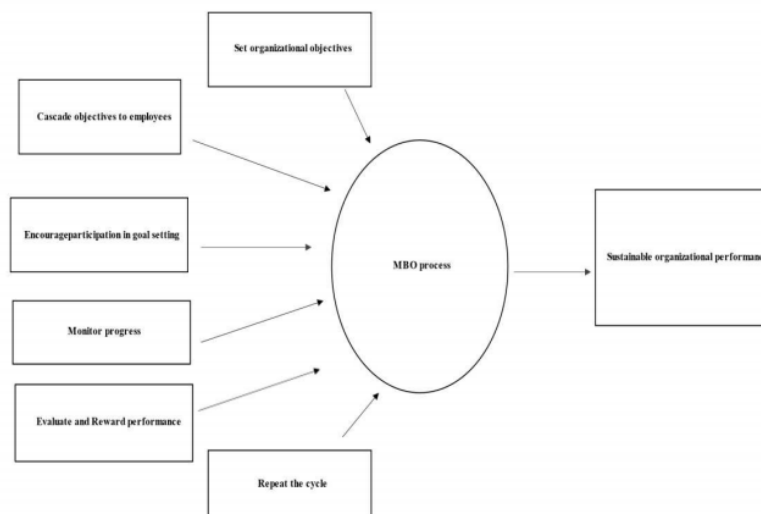 Set organizational objectives
Cascade objectives to employees
Encourageparticipation in goal setting
MBO process
Sustainable organizational performance
Monitor progress
Evaluate and Reward performance
Repeat the cycle